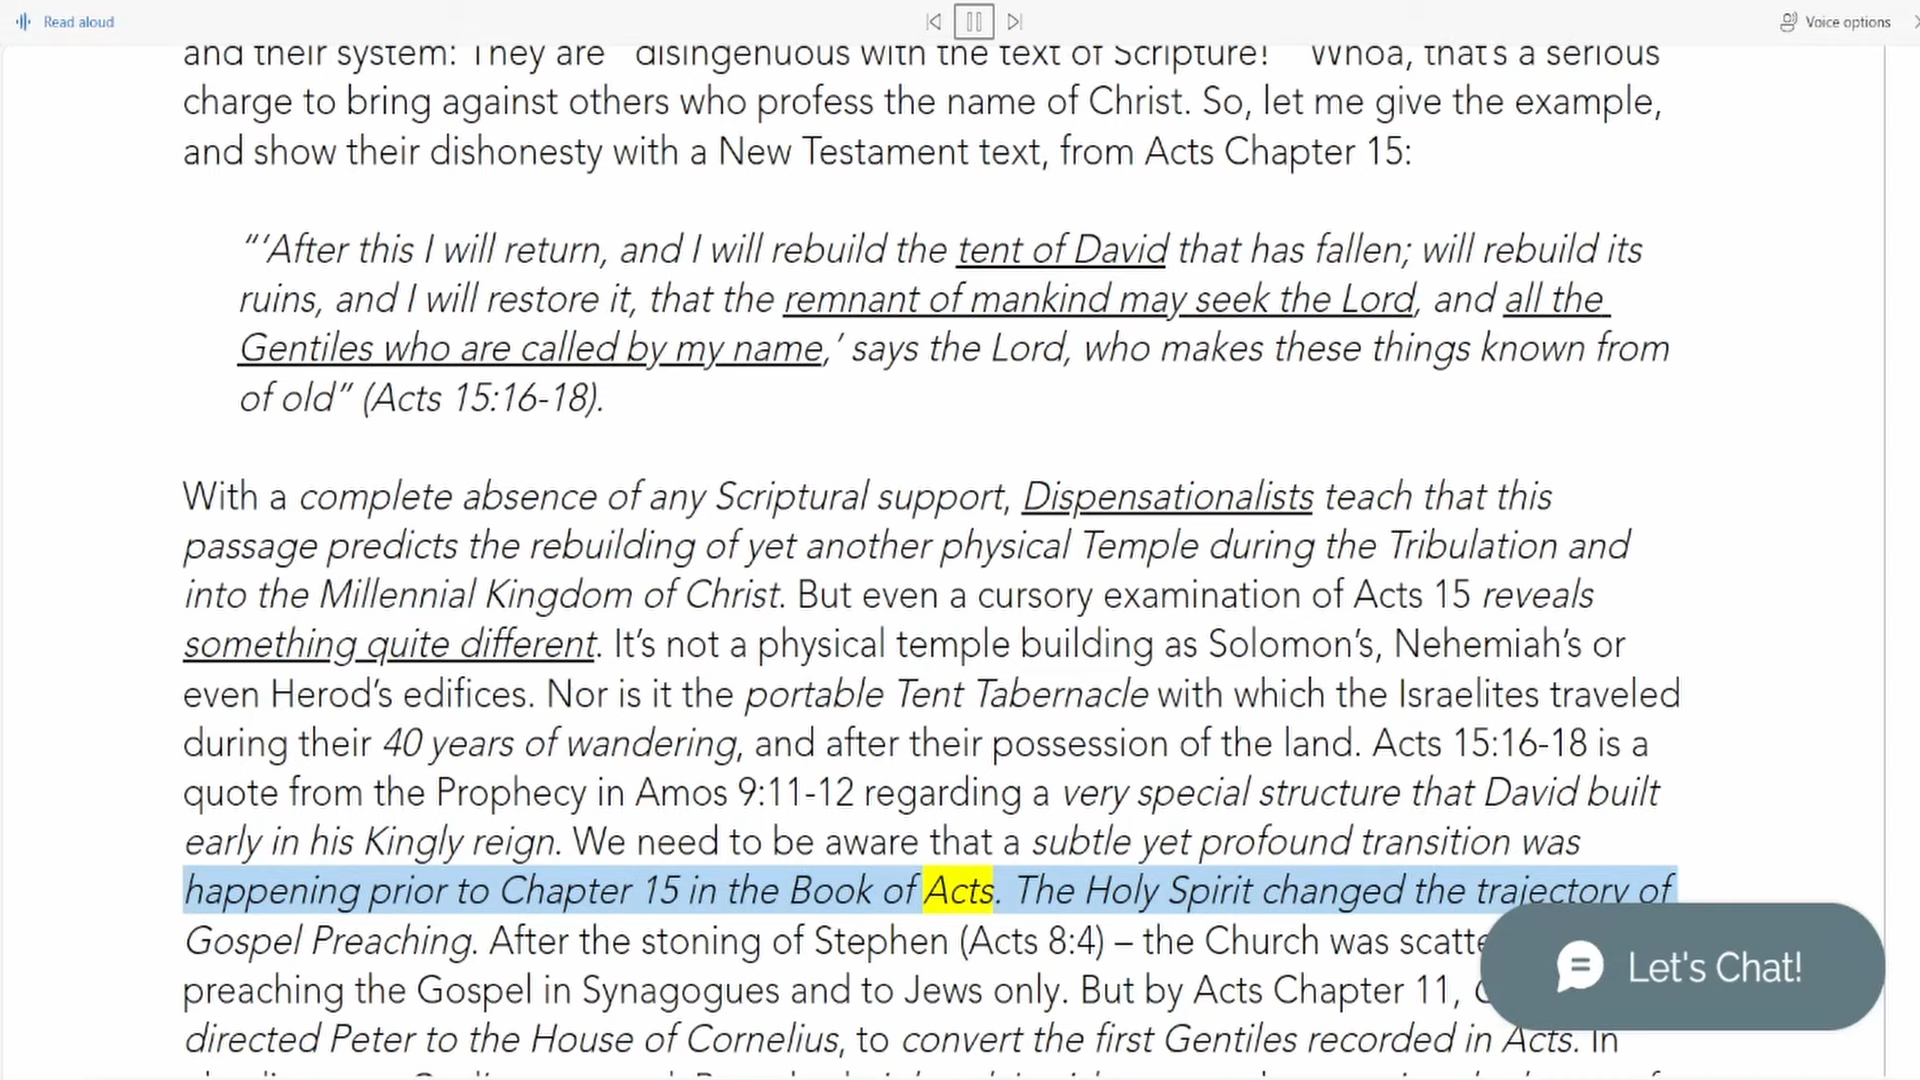 Read aloud
Voice options
and their system: They are "disingenuous with the text of Scripture!" Whoa, that's a serious
charge to bring against others who profess the name of Christ. So, let me give the example,
and show their dishonesty with a New Testament text, from Acts Chapter 15:
"'After this I will return, and I will rebuild the tent of David that has fallen; will rebuild its
ruins, and I will restore it, that the remnant of mankind may seek the Lord, and all the
Gentiles who are called by my name,' says the Lord, who makes these things known from
of old" (Acts 15:16-18).
With a complete absence of any Scriptural support, Dispensationalists teach that this
passage predicts the rebuilding of yet another physical Temple during the Tribulation and
into the Millennial Kingdom of Christ. But even a cursory examination of Acts 15 reveals
something quite different. It's not a physical temple building as Solomon's, Nehemiah's or
even Herod's edifices. Nor is it the portable Tent Tabernacle with which the Israelites traveled
during their 40 years of wandering, and after their possession of the land. Acts 15:16-18 is a
quote from the Prophecy in Amos 9:11-12 regarding a very special structure that David built
early in his Kingly reign. We need to be aware that a subtle yet profound transition was
happening prior to Chapter 15 in the Book of Acts. The Holy Spirit changed the trajectory of
Gospel Preaching. After the stoning of Stephen (Acts 8:4) – the Church was
preaching the Gospel in Synagogues and to Jews only. But by Acts Chapter 11,
directed Peter to the House of Cornelius, to convert the first Gentiles recorded in Acts. In
Let's Chat!